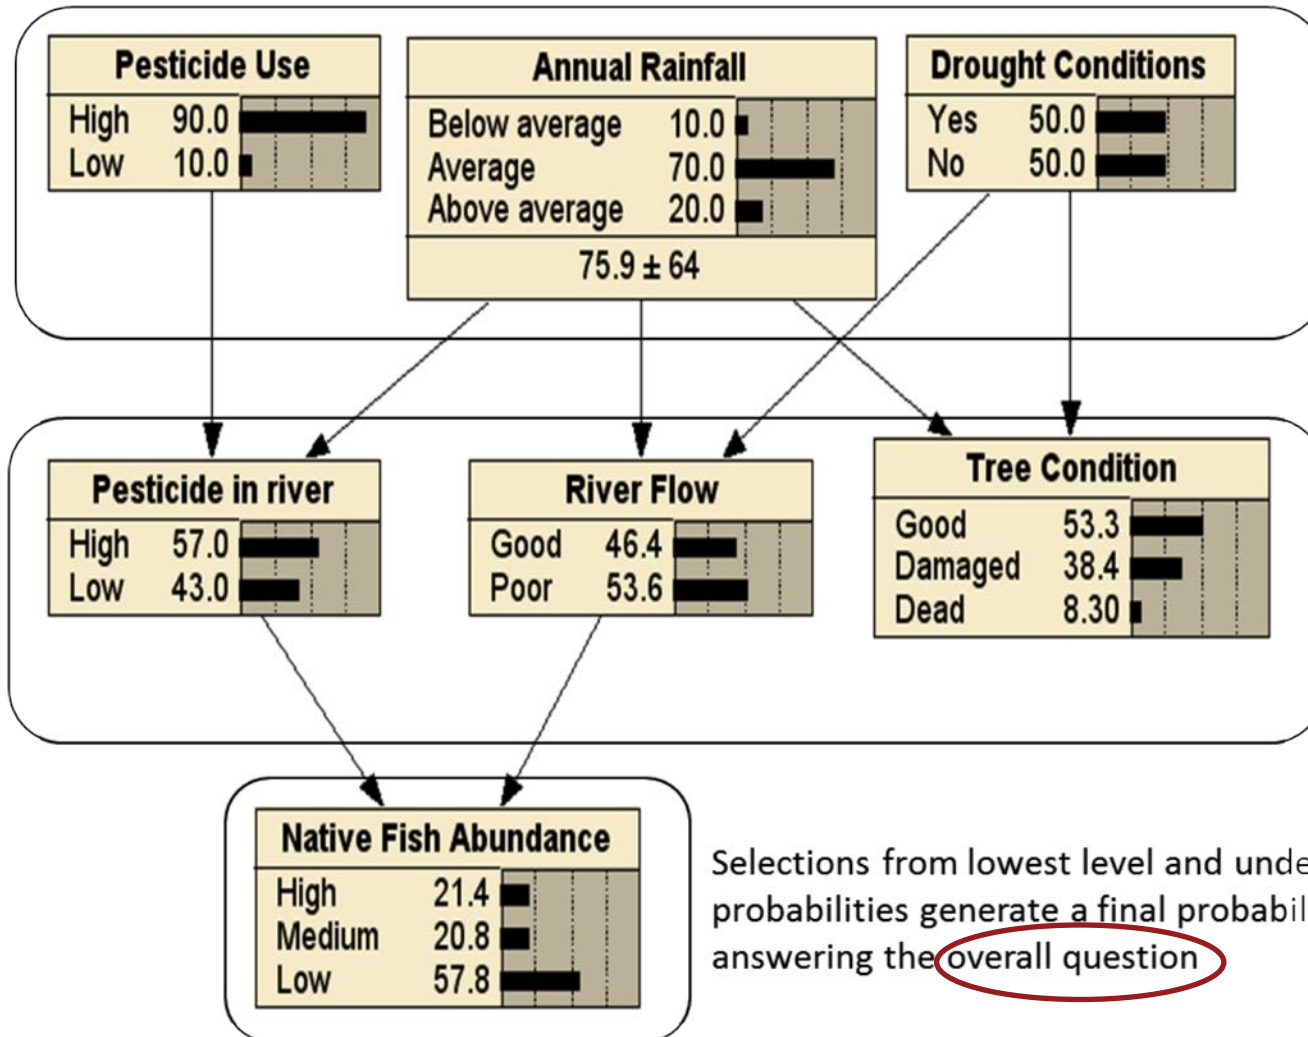 Pesticide Use
High 90.0
Low 10.0
Annual Rainfall
Below average 10.0
Average 70.0
Above average 20.0
75.9 ± 64
Drought Conditions
Yes 50.0
No 50.0
Pesticide in river
High 57.0
Low 43.0
River Flow
Good 46.4
Poor 53.6
Tree Condition
Good 53.3
Damaged 38.4
Dead 8.30
Native Fish Abundance
High 21.4
Medium 20.8
Low 57.8
Selections from lowest level and unde
probabilities generate a final probabil
answering the overall question